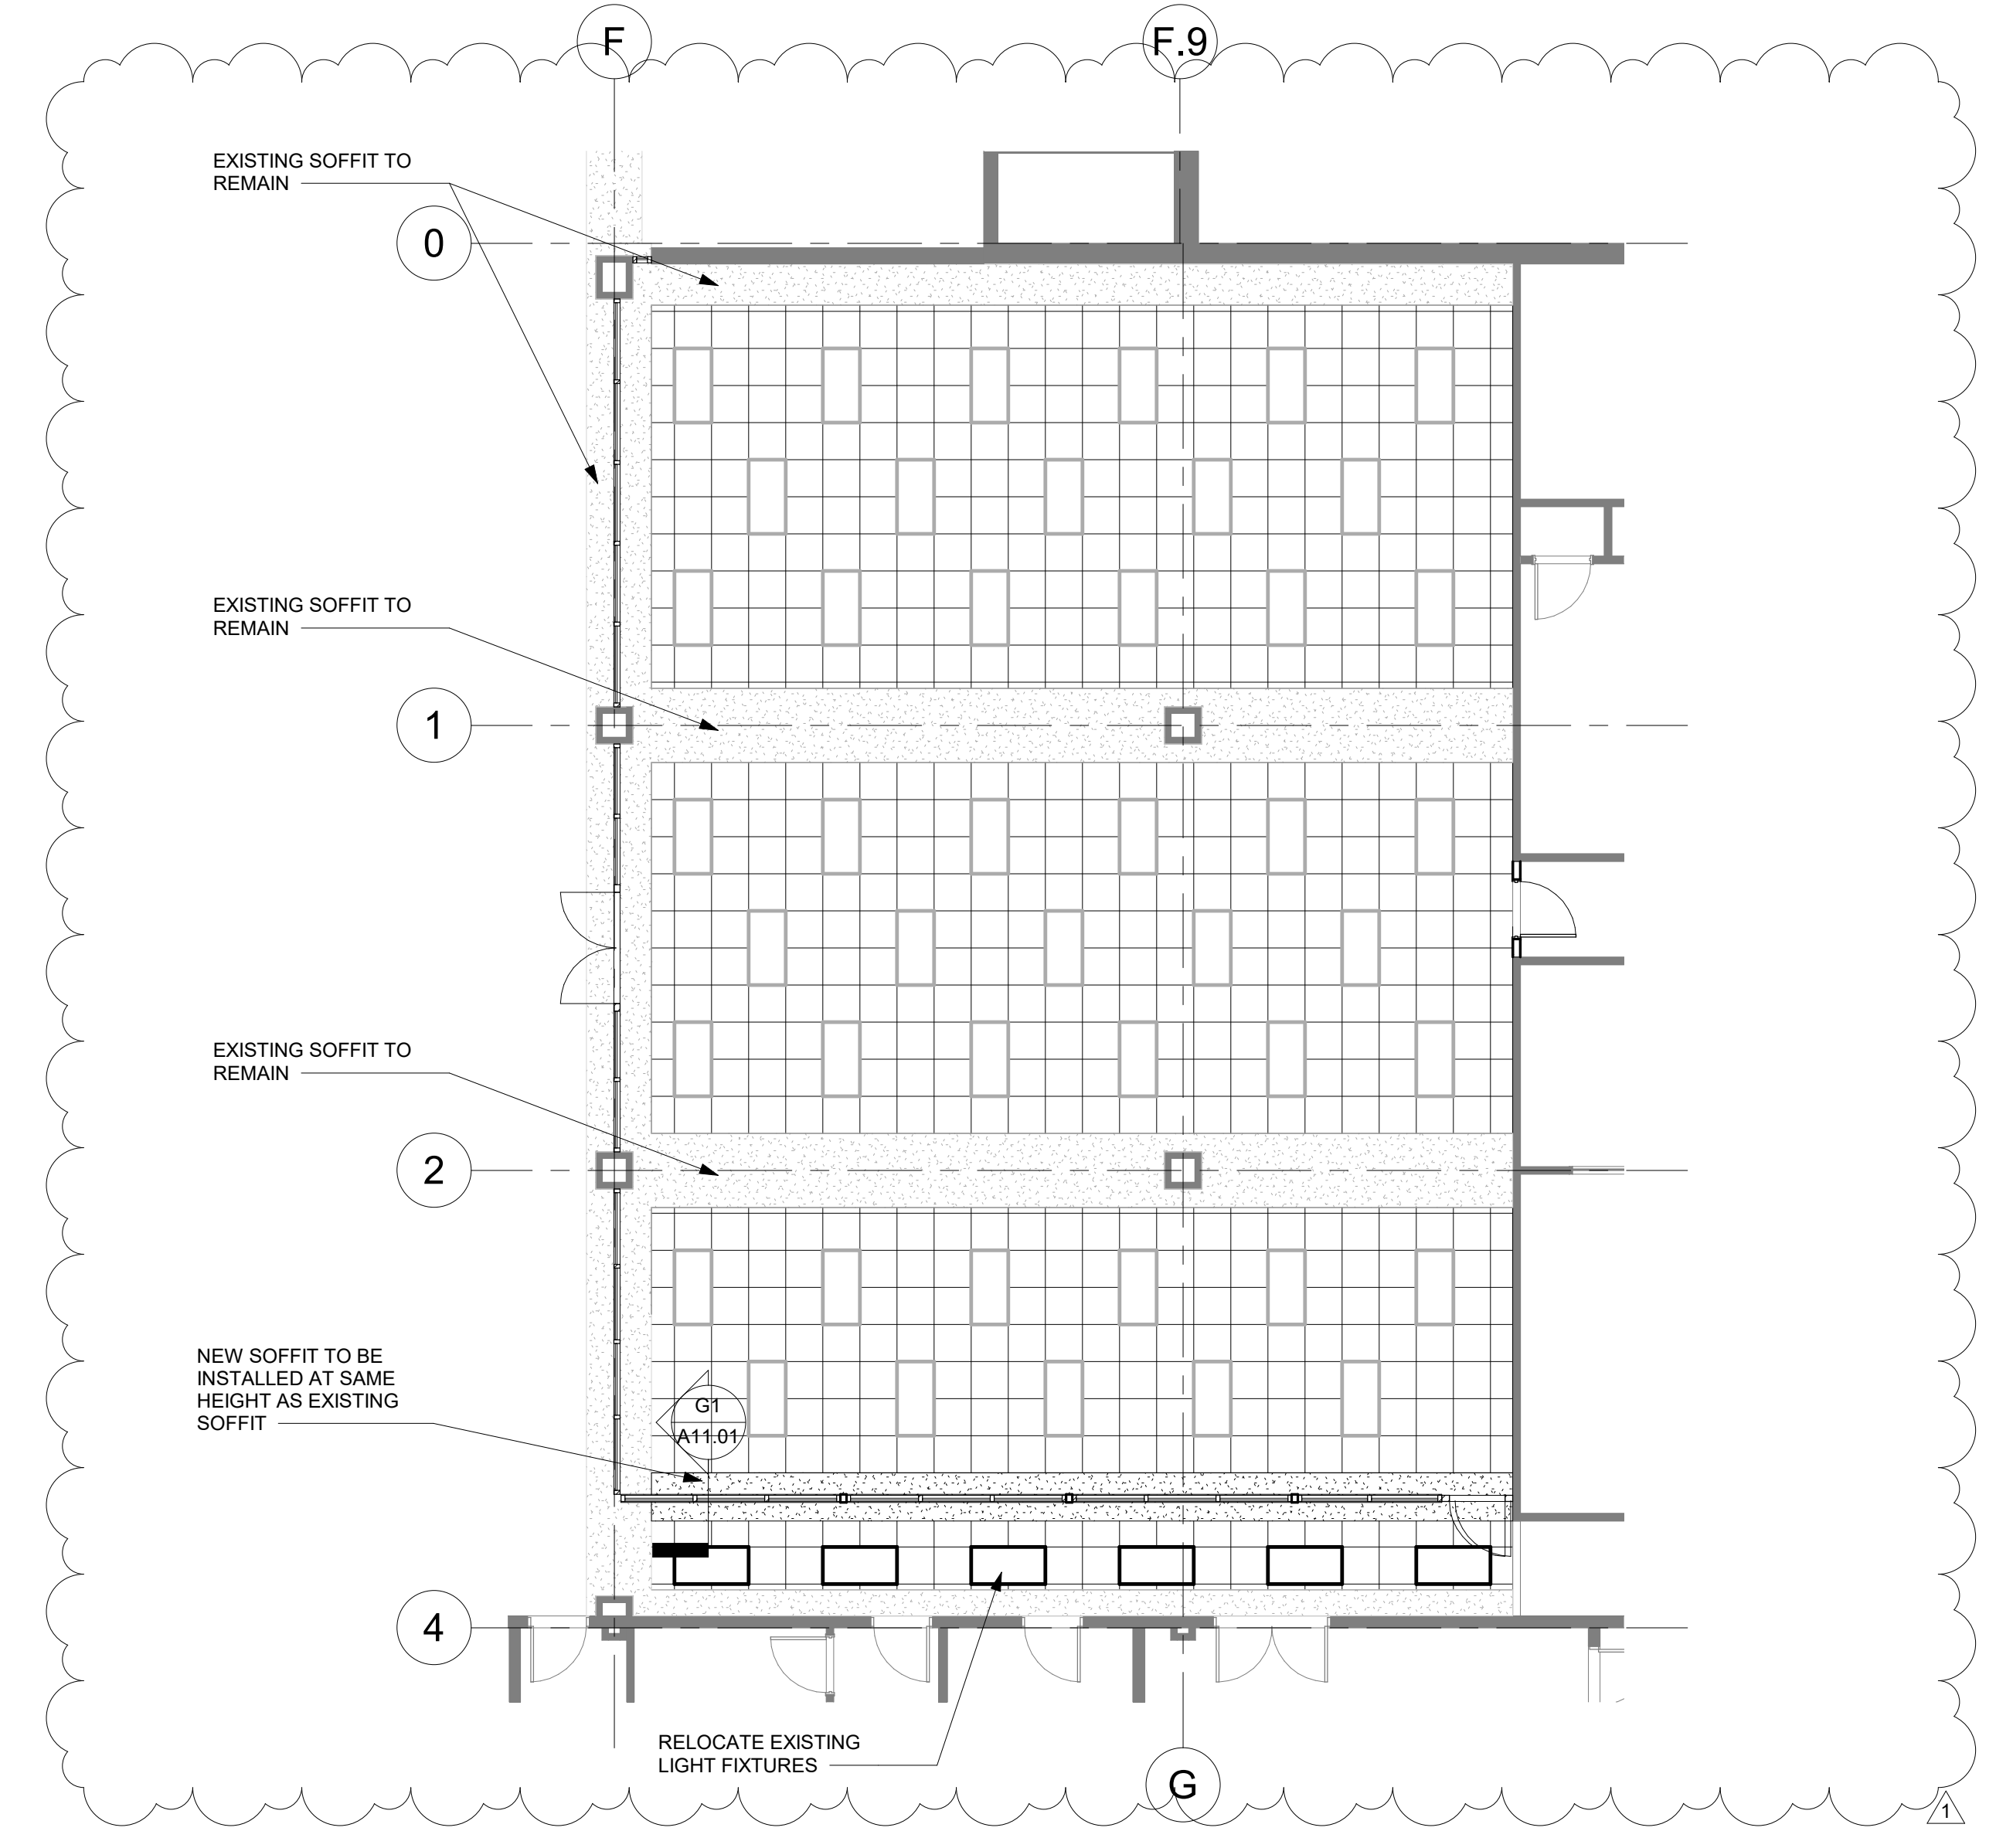 F
F.9
EXISTING SOFFIT TO
REMAIN
0
EXISTING SOFFIT TO
REMAIN
1
EXISTING SOFFIT TO
REMAIN
2
NEW SOFFIT TO BE
INSTALLED AT SAME
HEIGHT AS EXISTING
SOFFIT
G1
A11.01
4
RELOCATE EXISTING
LIGHT FIXTURES
G
1